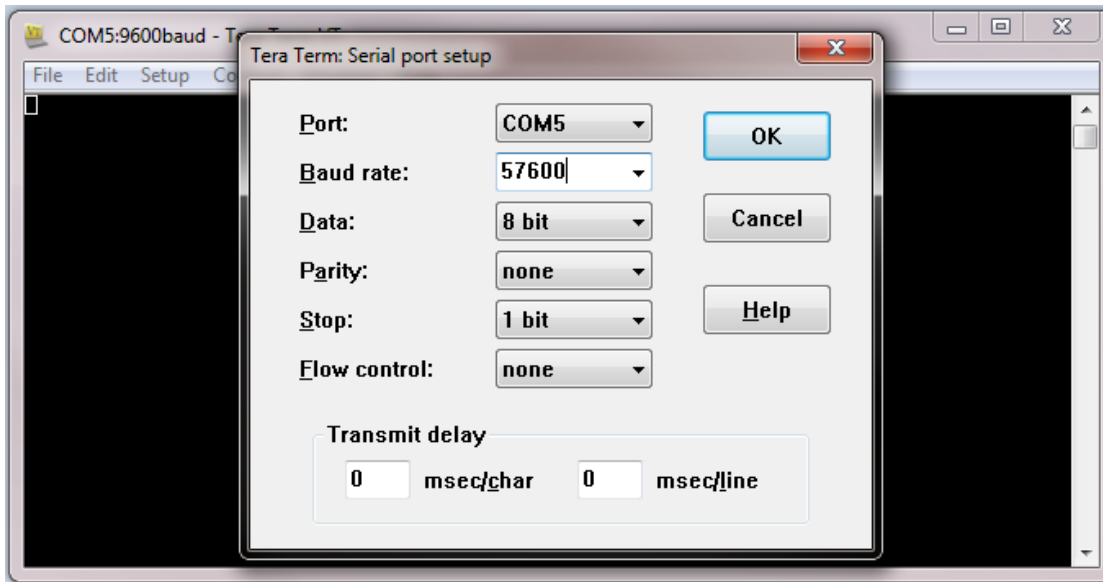 COM5:9600baud - T
File Edit Setup Co
Tera Term: Serial port setup
Port: COM5
Baud rate: 57600
Data: 8 bit
Parity: none
Stop: 1 bit
Flow control: none
OK
Cancel
Help
Transmit delay
0 msec/char 0 msec/line